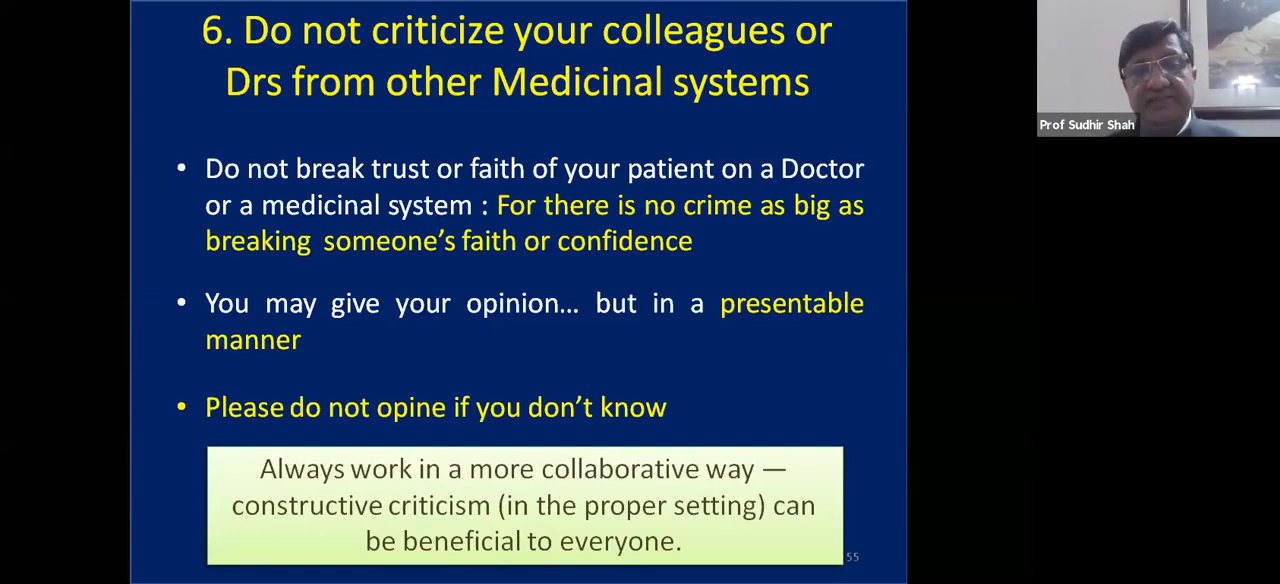 6. Do not criticize your colleagues or
Drs from other Medicinal systems
• Do not break trust or faith of your patient on a Doctor
or a medicinal system : For there is no crime as big as
breaking someone's faith or confidence
• You may give your opinion... but in a presentable
manner
• Please do not opine if you don't know
Always work in a more collaborative way —
constructive criticism (in the proper setting) can
be beneficial to everyone.
55
Prof Sudhir Shah